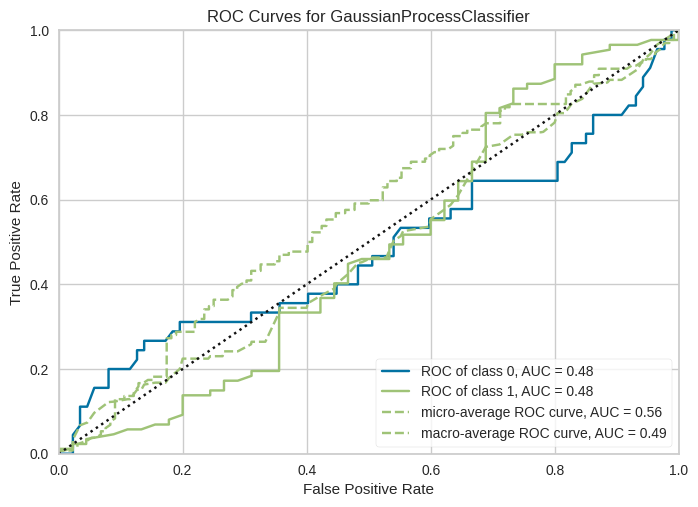 ROC Curves for GaussianProcessClassifier
True Positive Rate
1.0
0.8
0.6
0.4
0.2
0.0
ROC of class 0, AUC = 0.48
ROC of class 1, AUC = 0.48
micro-average ROC curve, AUC = 0.56
macro-average ROC curve, AUC = 0.49
0.0 0.2 0.4 0.6 0.8 1.0
False Positive Rate